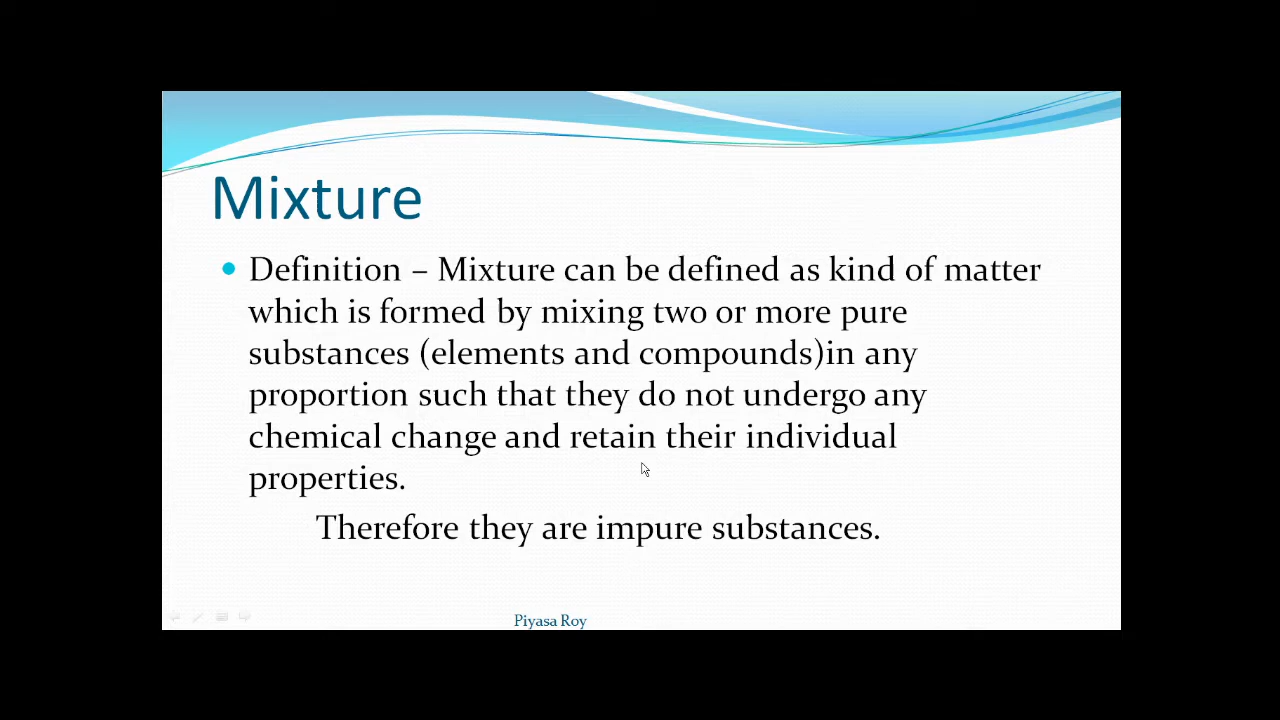 Mixture
Definition – Mixture can be defined as kind of matter
which is formed by mixing two or more pure
substances (elements and compounds)in any
proportion such that they do not undergo any
chemical change and retain their individual
properties.
Therefore they are impure substances.
Piyasa Roy